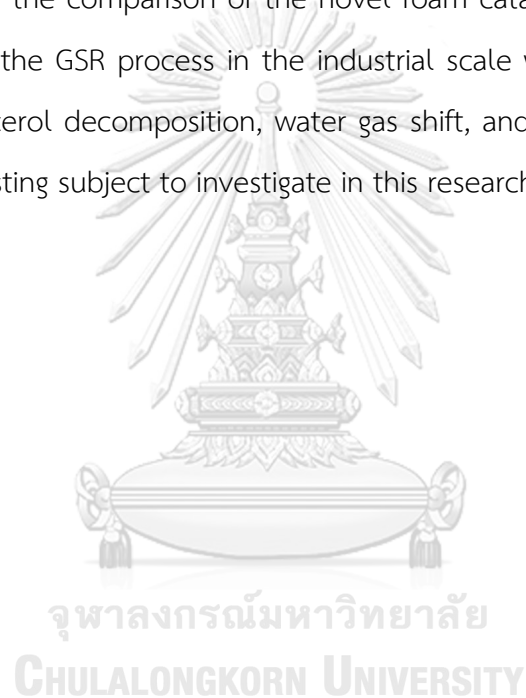 the comparison of the novel foam cata
the GSR process in the industrial scale v
terol decomposition, water gas shift, and
sting subject to investigate in this research
จุฬาลงกรณ์มหาวิทยาลัย
CHULALONGKORN UNIVERSITY